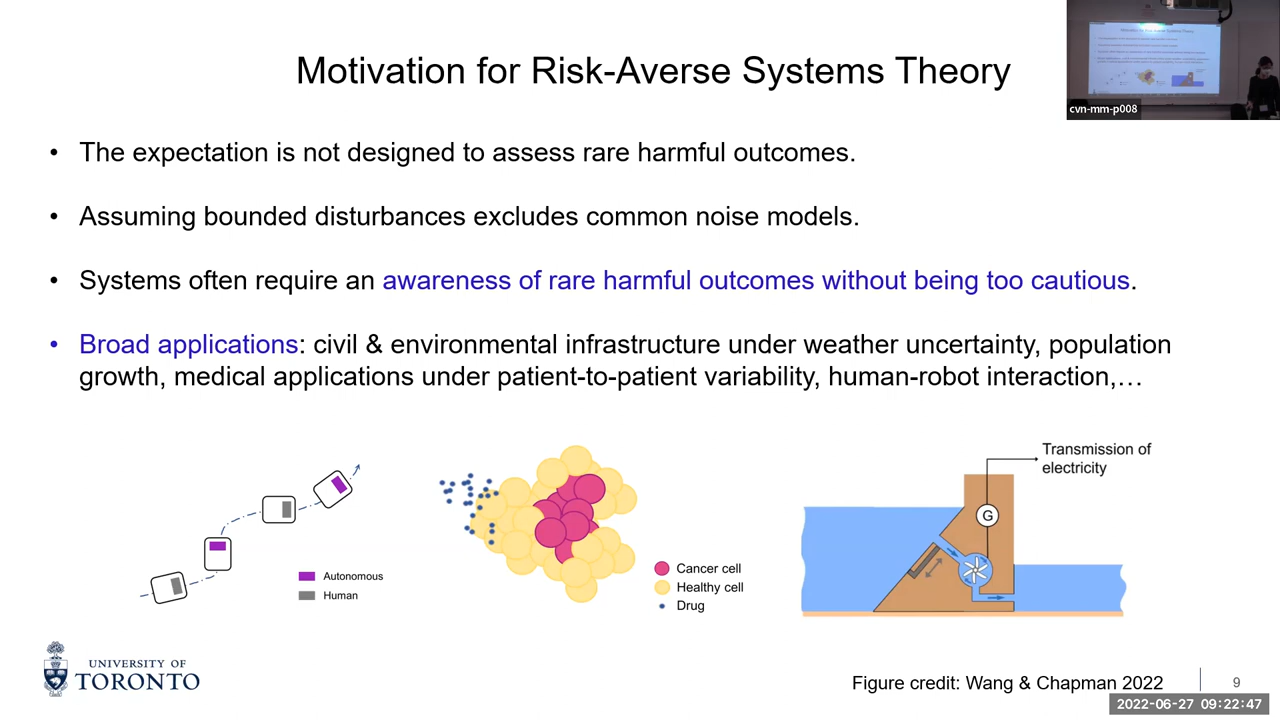 Motivation for Risk-Averse Systems Theory
cvn-mm-p008
• The expectation is not designed to assess rare harmful outcomes.
• Assuming bounded disturbances excludes common noise models.
• Systems often require an awareness of rare harmful outcomes without being too cautious.
• Broad applications: civil & environmental infrastructure under weather uncertainty, population
growth, medical applications under patient-to-patient variability, human-robot interaction,…
Autonomous
Human
Cancer cell
Healthy cell
Drug
Transmission of
electricity
G
UNIVERSITY OF
TORONTO
Figure credit: Wang & Chapman 2022
9
2022-06-27 09:22:47